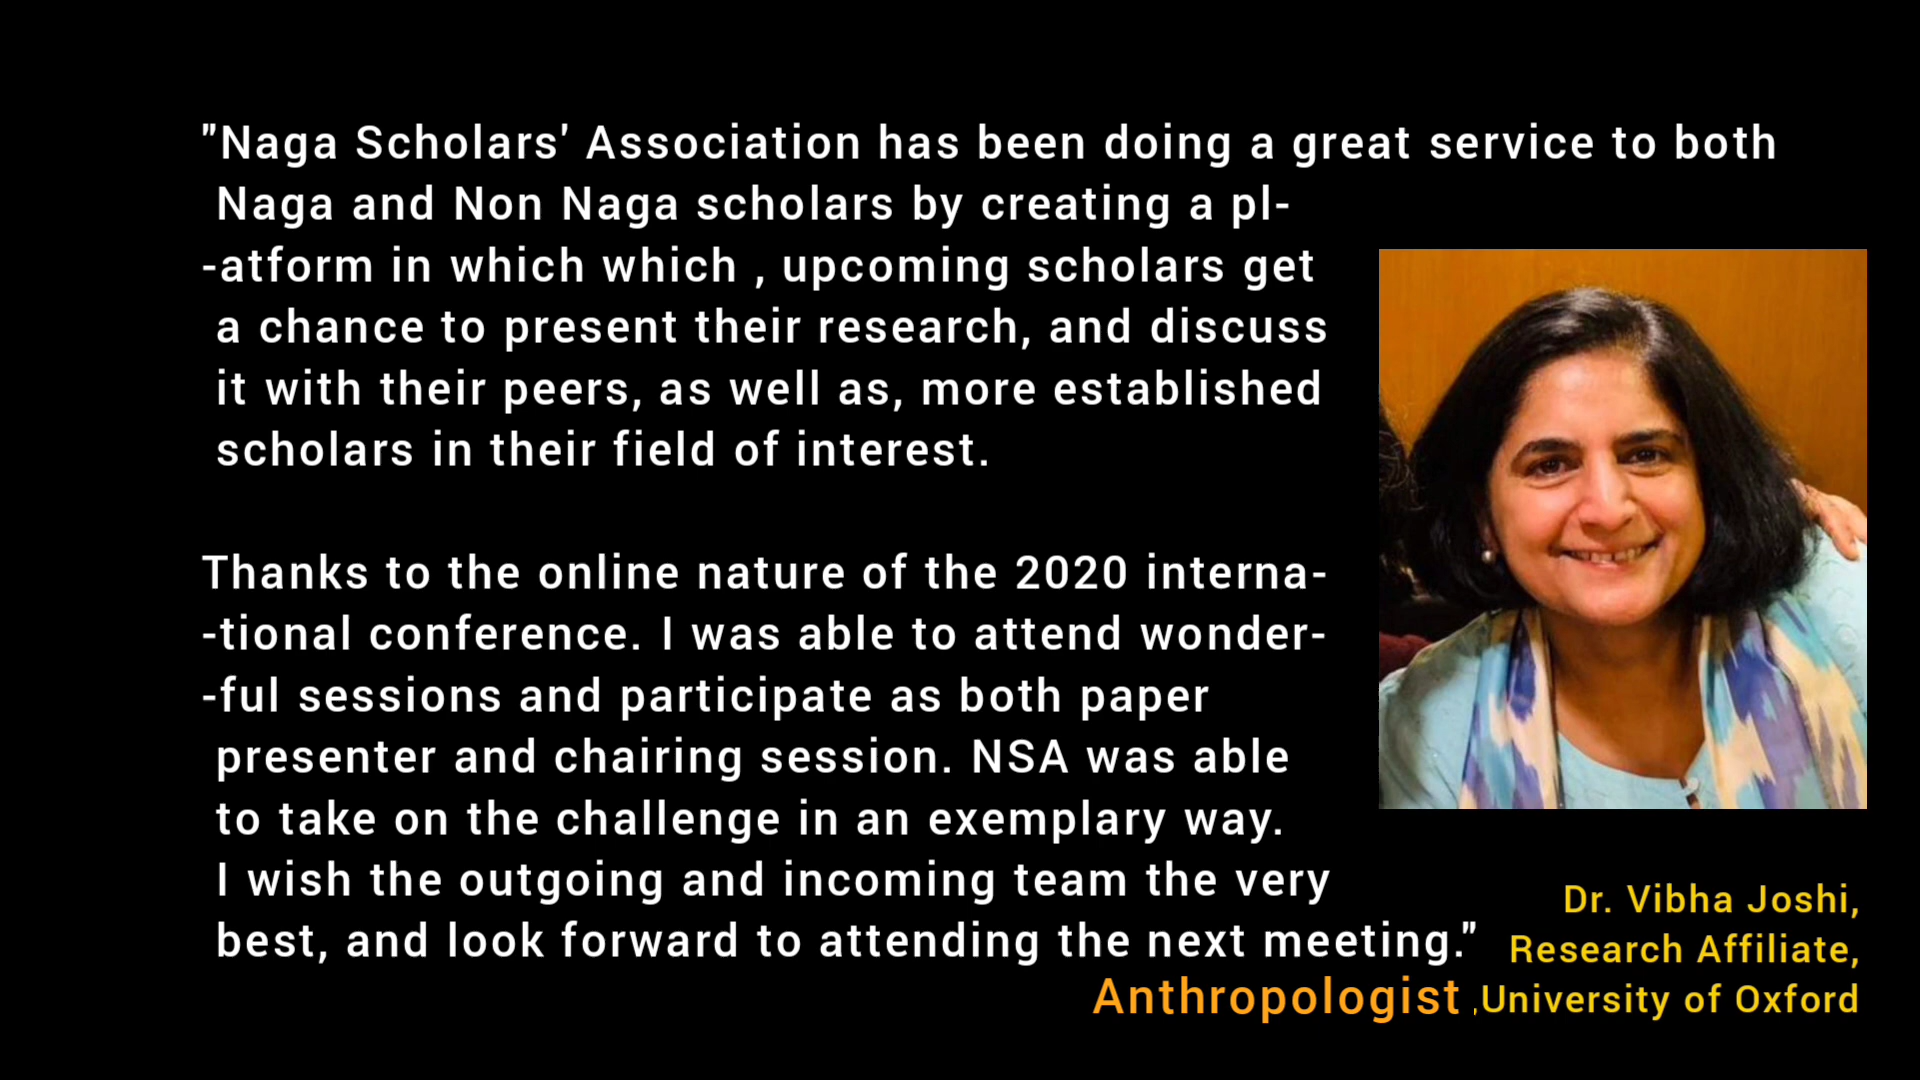 "Naga Scholars' Association has been doing a great service to both
Naga and Non Naga scholars by creating a pl-
-atform in which which , upcoming scholars get
a chance to present their research, and discuss
it with their peers, as well as, more established
scholars in their field of interest.
Thanks to the online nature of the 2020 interna-
-tional conference. I was able to attend wonder-
-ful sessions and participate as both paper
presenter and chairing session. NSA was able
to take on the challenge in an exemplary way.
I wish the outgoing and incoming team the very
best, and look forward to attending the next meeting."
Dr. Vibha Joshi,
Research Affiliate,
Anthropologist ,University of Oxford